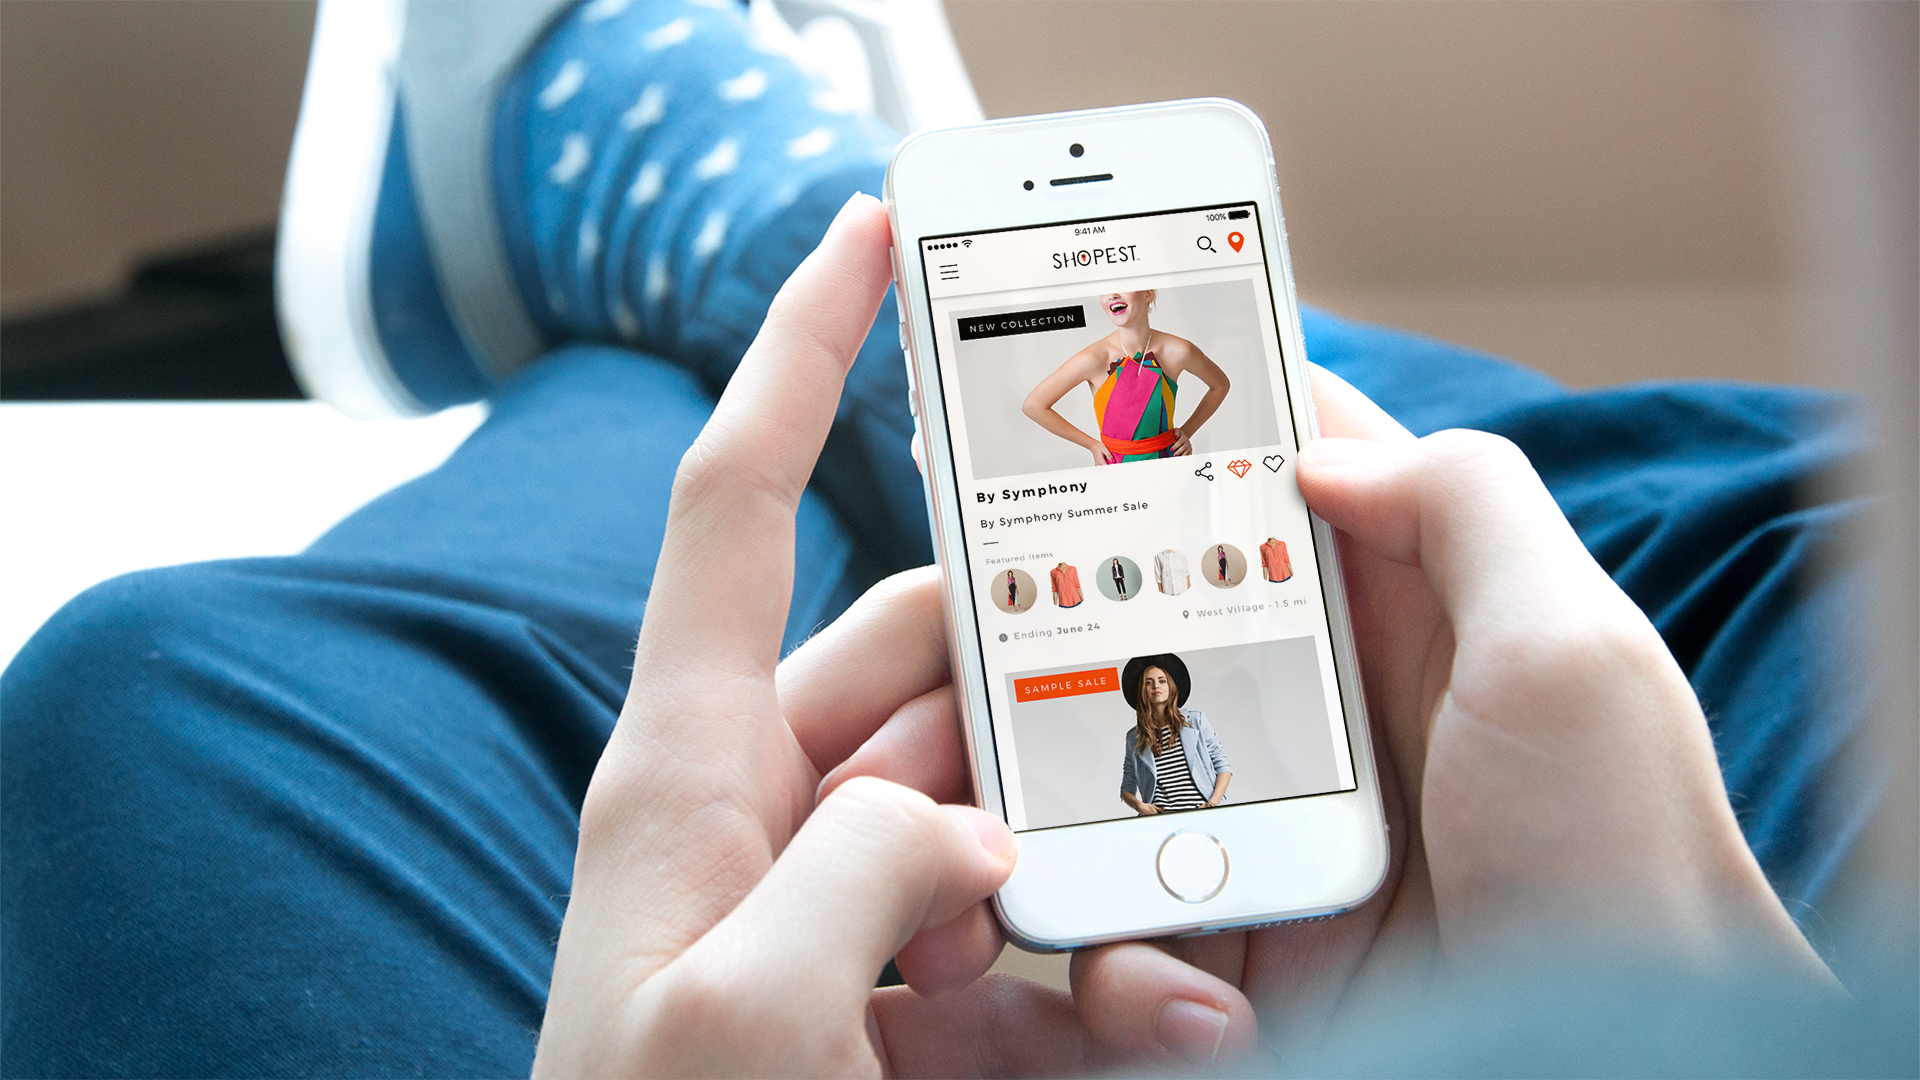 9:41 AM
100%
SHOPEST
NEW COLLECTION
By Symphony
By Symphony Summer Sale
Featured Items
Ending June 24
West Village · 1.5 mi
SAMPLE SALE